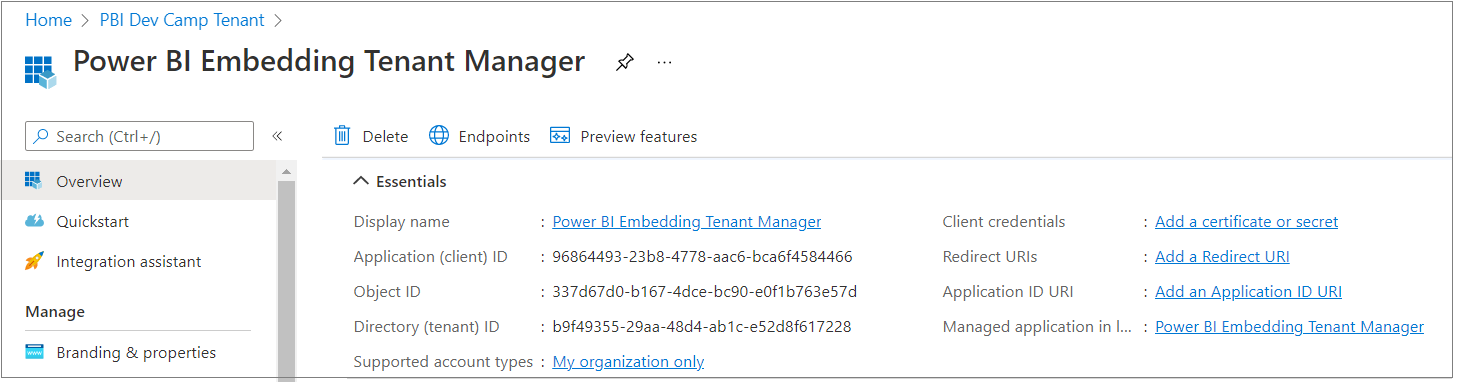 Home > PBI Dev Camp Tenant >
Power BI Embedding Tenant Manager ...
Search (Ctrl+/) «
Delete Endpoints Preview features
Overview
Quickstart
Integration assistant
Manage
Branding & properties
Essentials
Display name : Power BI Embedding Tenant Manager
Application (client) ID : 96864493-23b8-4778-aac6-bca6f4584466
Object ID : 337d67d0-b167-4dce-bc90-e0f1b763e57d
Directory (tenant) ID : b9f49355-29aa-48d4-ab1c-e52d8f617228
Supported account types : My organization only
Client credentials : Add a certificate or secret
Redirect URIs : Add a Redirect URI
Application ID URI : Add an Application ID URI
Managed application in l... : Power BI Embedding Tenant Manager